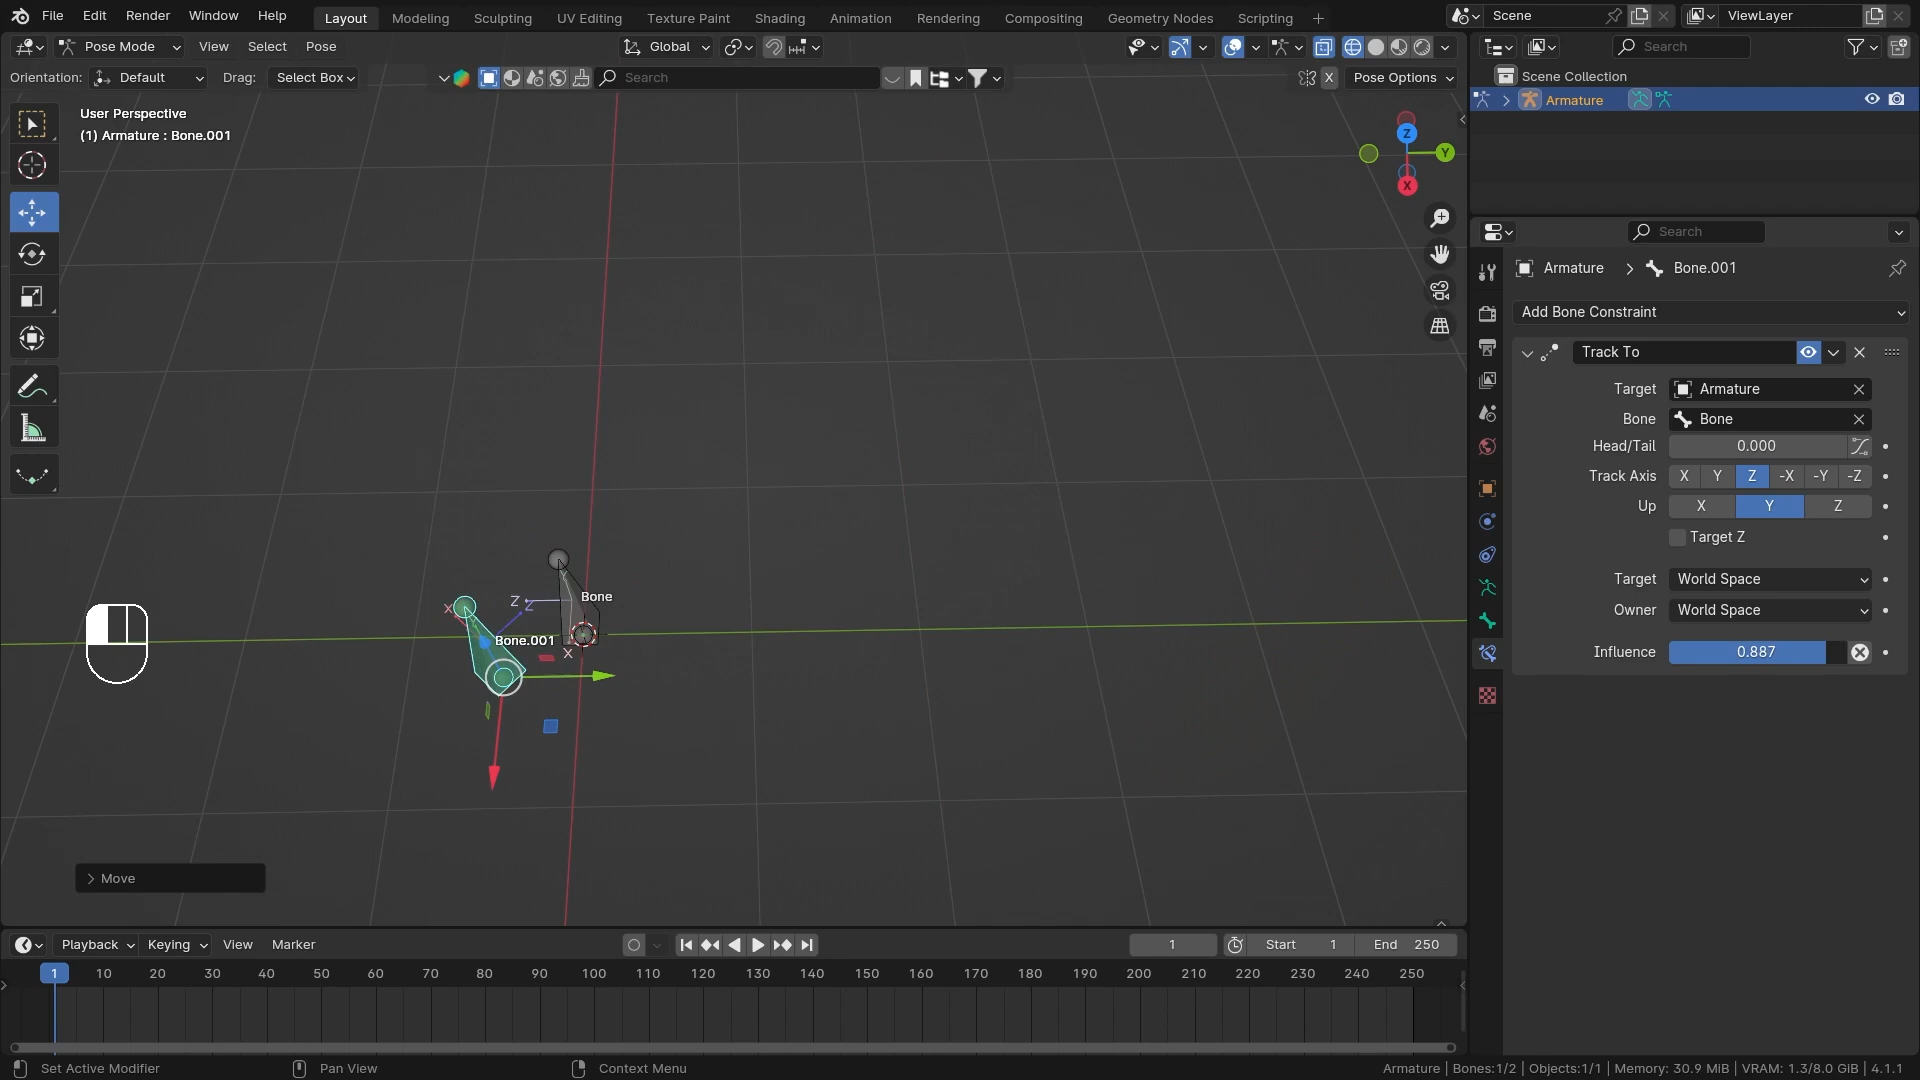 File Edit Render Window Help Layout Modeling Sculpting UV Editing Texture Paint Shading Animation Rendering Compositing Geometry Nodes Scripting + Scene ViewLayer
Pose Mode View Select Pose Global Search
Orientation: Default Drag: Select Box Search X Pose Options
Scene Collection
Armature
User Perspective
(1) Armature : Bone.001
Z
Y
X
Search
Armature > Bone.001
Add Bone Constraint
Track To
Target Armature
Bone Bone
Head/Tail 0.000
Track Axis X Y Z -X -Y -Z
Up X Y Z
Target Z
Target World Space
Owner World Space
Influence 0.887
Y
Z Bone
X Z
Bone.001
X
Move
Playback Keying View Marker 1 Start 1 End 250
1 10 20 30 40 50 60 70 80 90 100 110 120 130 140 150 160 170 180 190 200 210 220 230 240 250
Set Active Modifier Pan View Context Menu Armature | Bones:1/2 | Objects:1/1 | Memory: 30.9 MiB | VRAM: 1.3/8.0 GiB | 4.1.1